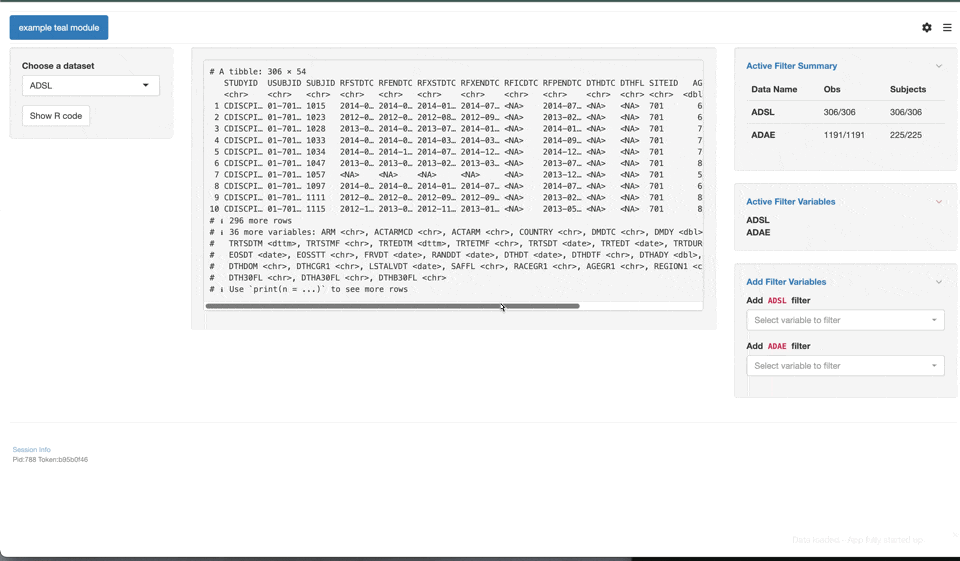 example teal module
Choose a dataset
ADSL
Show R code
# A tibble: 306 × 54
STUDYID USUBJID SUBJID RFSTDTC RFENDTC RFXSTDTC RFXENDTC RFICDTC RFPENDTC DTHDTC DTHFL SITEID AG
<chr> <chr> <chr> <chr> <chr> <chr> <chr> <chr> <chr> <chr> <chr> <chr> <dbl
1 CDISCPI… 01-701… 1015 2014-0… 2014-0… 2014-01… 2014-07… <NA> 2014-07… <NA> <NA> 701 6
2 CDISCPI… 01-701… 1023 2012-0… 2012-0… 2012-08… 2012-09… <NA> 2013-02… <NA> <NA> 701 6
3 CDISCPI… 01-701… 1028 2013-0… 2014-0… 2013-07… 2014-01… <NA> 2014-01… <NA> <NA> 701 7
4 CDISCPI… 01-701… 1033 2014-0… 2014-0… 2014-03… 2014-03… <NA> 2014-09… <NA> <NA> 701 7
5 CDISCPI… 01-701… 1034 2014-0… 2014-1… 2014-07… 2014-12… <NA> 2014-12… <NA> <NA> 701 7
6 CDISCPI… 01-701… 1047 2013-0… 2013-0… 2013-02… 2013-03… <NA> 2013-07… <NA> <NA> 701 8
7 CDISCPI… 01-701… 1057 <NA> <NA> <NA> <NA> <NA> 2013-12… <NA> <NA> 701 5
8 CDISCPI… 01-701… 1097 2014-0… 2014-0… 2014-01… 2014-07… <NA> 2014-07… <NA> <NA> 701 6
9 CDISCPI… 01-701… 1111 2012-0… 2012-0… 2012-09… 2012-09… <NA> 2013-02… <NA> <NA> 701 8
10 CDISCPI… 01-701… 1115 2012-1… 2013-0… 2012-11… 2013-01… <NA> 2013-05… <NA> <NA> 701 8
# ℹ 296 more rows
# ℹ 36 more variables: ARM <chr>, ACTARMCD <chr>, ACTARM <chr>, COUNTRY <chr>, DMDTC <chr>, DMDY <dbl>
# TRTSDTM <dttm>, TRTSTMF <chr>, TRTEDTM <dttm>, TRTETMF <chr>, TRTSDT <date>, TRTEDT <date>, TRTDUR
# EOSDT <date>, EOSSTT <chr>, FRVDT <date>, RANDDT <date>, DTHDT <date>, DTHDTF <chr>, DTHADY <dbl>,
# DTHDOM <chr>, DTHCGR1 <chr>, LSTALVDT <date>, SAFFL <chr>, RACEGR1 <chr>, AGEGR1 <chr>, REGION1 <c
# DTH30FL <chr>, DTHA30FL <chr>, DTHB30FL <chr>
# ℹ Use `print(n = ...)` to see more rows
Active Filter Summary
Data Name Obs Subjects
ADSL 306/306 306/306
ADAE 1191/1191 225/225
Active Filter Variables
ADSL
ADAE
Add Filter Variables
Add ADSL filter
Select variable to filter
Add ADAE filter
Select variable to filter
Session Info
Pid:788 Token:b95b0f46